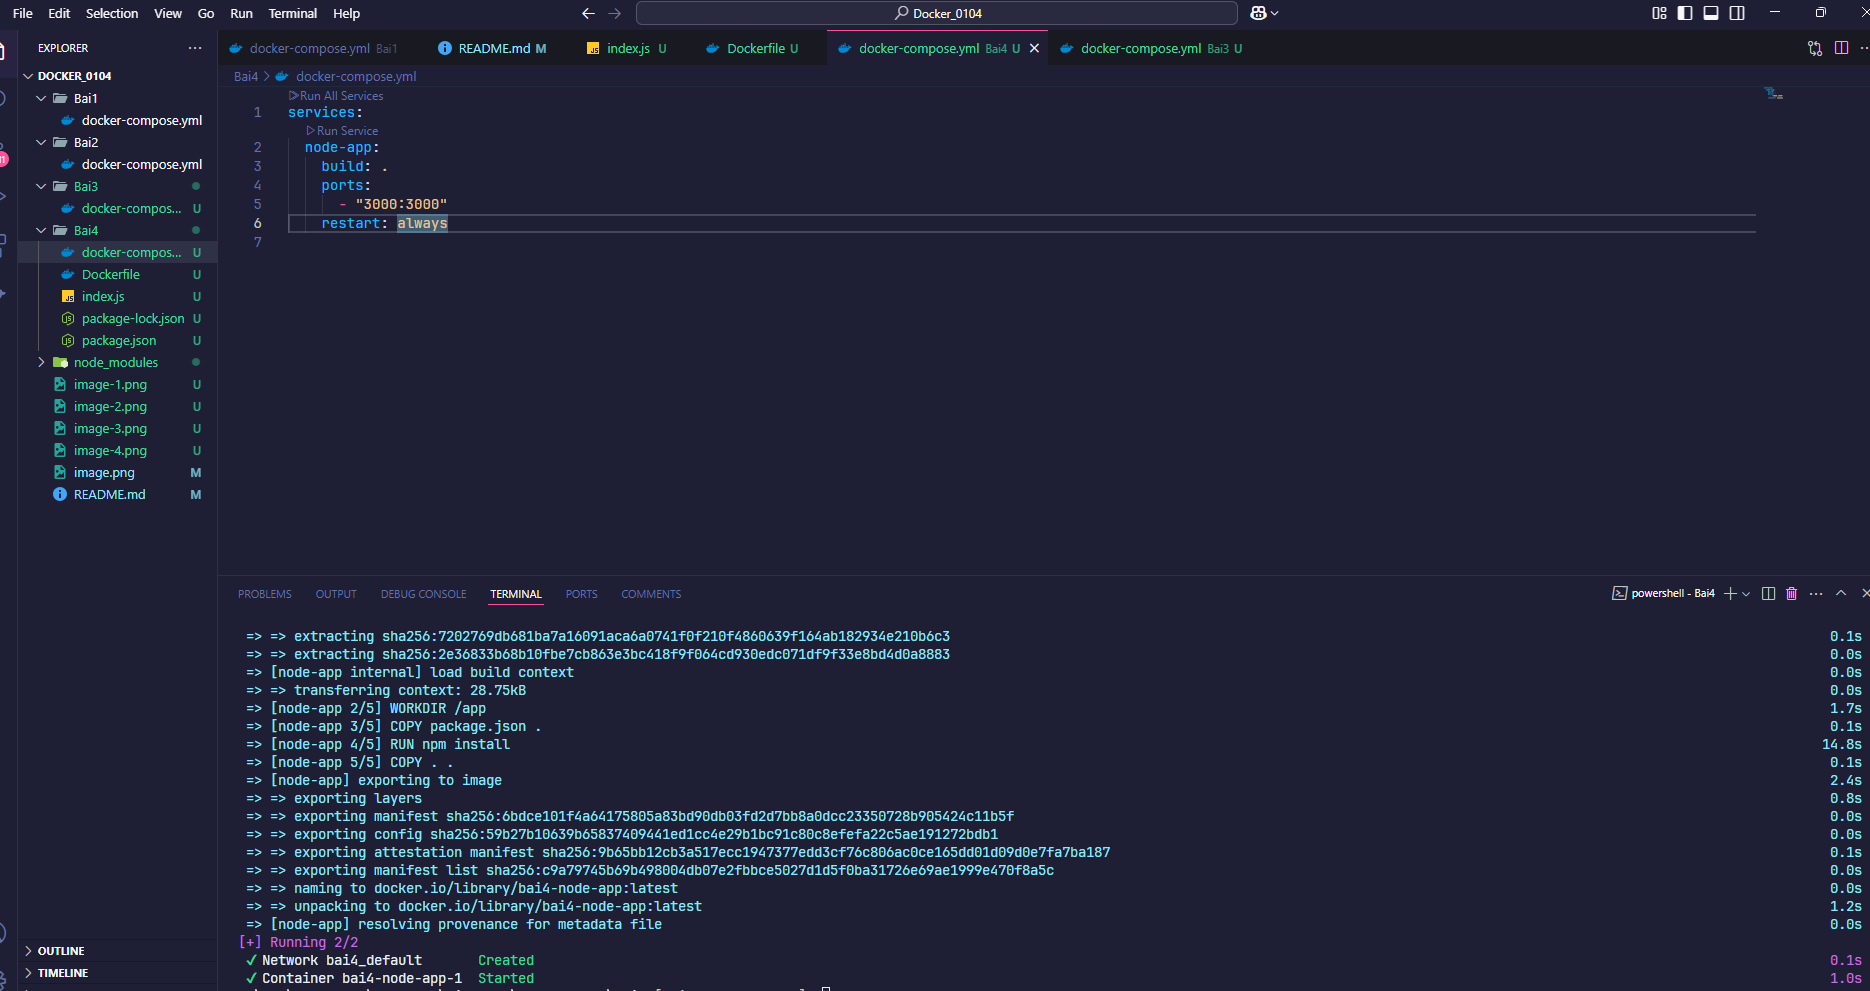 File Edit Selection View Go Run Terminal Help
Docker_0104
EXPLORER
DOCKER_0104
Bai1
docker-compose.yml
Bai2
docker-compose.yml
Bai3
docker-compos... U
Bai4
docker-compos... U
Dockerfile U
index.js U
package-lock.json U
package.json U
node_modules
image-1.png U
image-2.png U
image-3.png U
image-4.png U
image.png M
README.md M
OUTLINE
TIMELINE
docker-compose.yml Bai1
README.md M
index.js U
Dockerfile U
docker-compose.yml Bai4 U
docker-compose.yml Bai3 U
Bai4 > docker-compose.yml
Run All Services
1 services:
Run Service
2 node-app:
3 build: .
4 ports:
5 - "3000:3000"
6 restart: always
7
PROBLEMS OUTPUT DEBUG CONSOLE TERMINAL PORTS COMMENTS
powershell - Bai4
=> => extracting sha256:7202769db681ba7a16091aca6a0741f0f210f4860639f164ab182934e210b6c3 0.1s
=> => extracting sha256:2e36833b68b10fbe7cb863e3bc418f9f064cd930edc071df9f33e8bd4d0a8883 0.0s
=> [node-app internal] load build context 0.0s
=> => transferring context: 28.75kB 0.0s
=> [node-app 2/5] WORKDIR /app 1.7s
=> [node-app 3/5] COPY package.json . 0.1s
=> [node-app 4/5] RUN npm install 14.8s
=> [node-app 5/5] COPY . . 0.1s
=> [node-app] exporting to image 2.4s
=> => exporting layers 0.8s
=> => exporting manifest sha256:6bdce101f4a64175805a83bd90db03fd2d7bb8a0dcc23350728b905424c11b5f 0.0s
=> => exporting config sha256:59b27b10639b65837409441ed1cc4e29b1bc91c80c8efefa22c5ae191272bdb1 0.0s
=> => exporting attestation manifest sha256:9b65bb12cb3a517ecc1947377edd3cf76c806ac0ce165dd01d09d0e7fa7ba187 0.1s
=> => exporting manifest list sha256:c9a79745b69b498004db07e2fbbce5027d1d5f0ba31726e69ae1999e470f8a5c 0.0s
=> => naming to docker.io/library/bai4-node-app:latest 0.0s
=> => unpacking to docker.io/library/bai4-node-app:latest 1.2s
=> [node-app] resolving provenance for metadata file 0.0s
[+] Running 2/2
✔ Network bai4_default Created 0.1s
✔ Container bai4-node-app-1 Started 1.0s